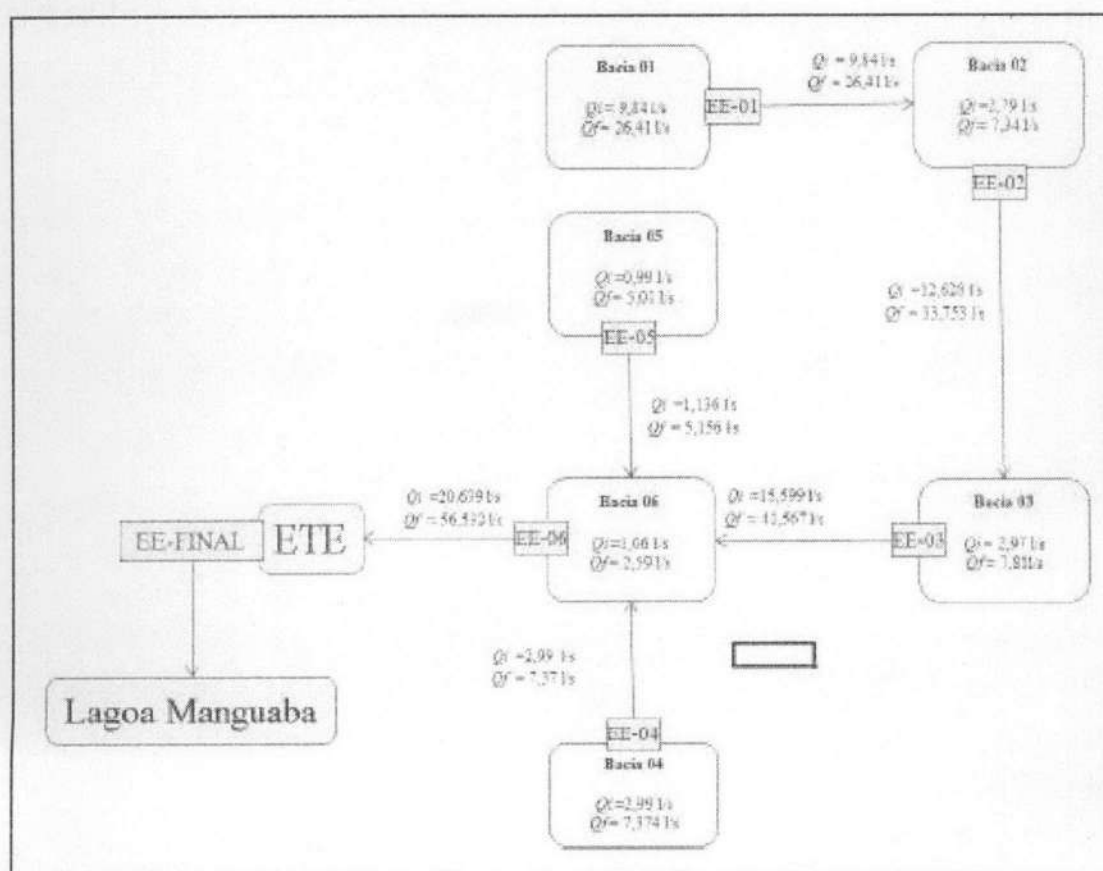 Bacia 01
Qi = 9,84 l/s
Qf = 26,41 l/s
EE-01
Qi = 9,84 l/s
Qf = 26,41 l/s
Bacia 02
Qi =2,79 l/s
Qf = 7,34 l/s
EE-02
Bacia 05
Qi =0,99 l/s
Qf = 5,01 l/s
EE-05
Qi =12,628 l/s
Qf = 33,753 l/s
Qi =1,136 l/s
Qf = 5,156 l/s
Bacia 06
Qi =1,06 l/s
Qf = 2,59 l/s
EE-06
Qi =15,599 l/s
Qf = 41,567 l/s
Bacia 03
Qi = 2,97 l/s
Qf = 7,81 l/s
EE-03
Qi =20,639 l/s
Qf = 56,592 l/s
EE-FINAL
ETE
Lagoa Manguaba
Qi =2,99 l/s
Qf = 7,37 l/s
EE-04
Bacia 04
Qi =2,99 l/s
Qf = 7,374 l/s